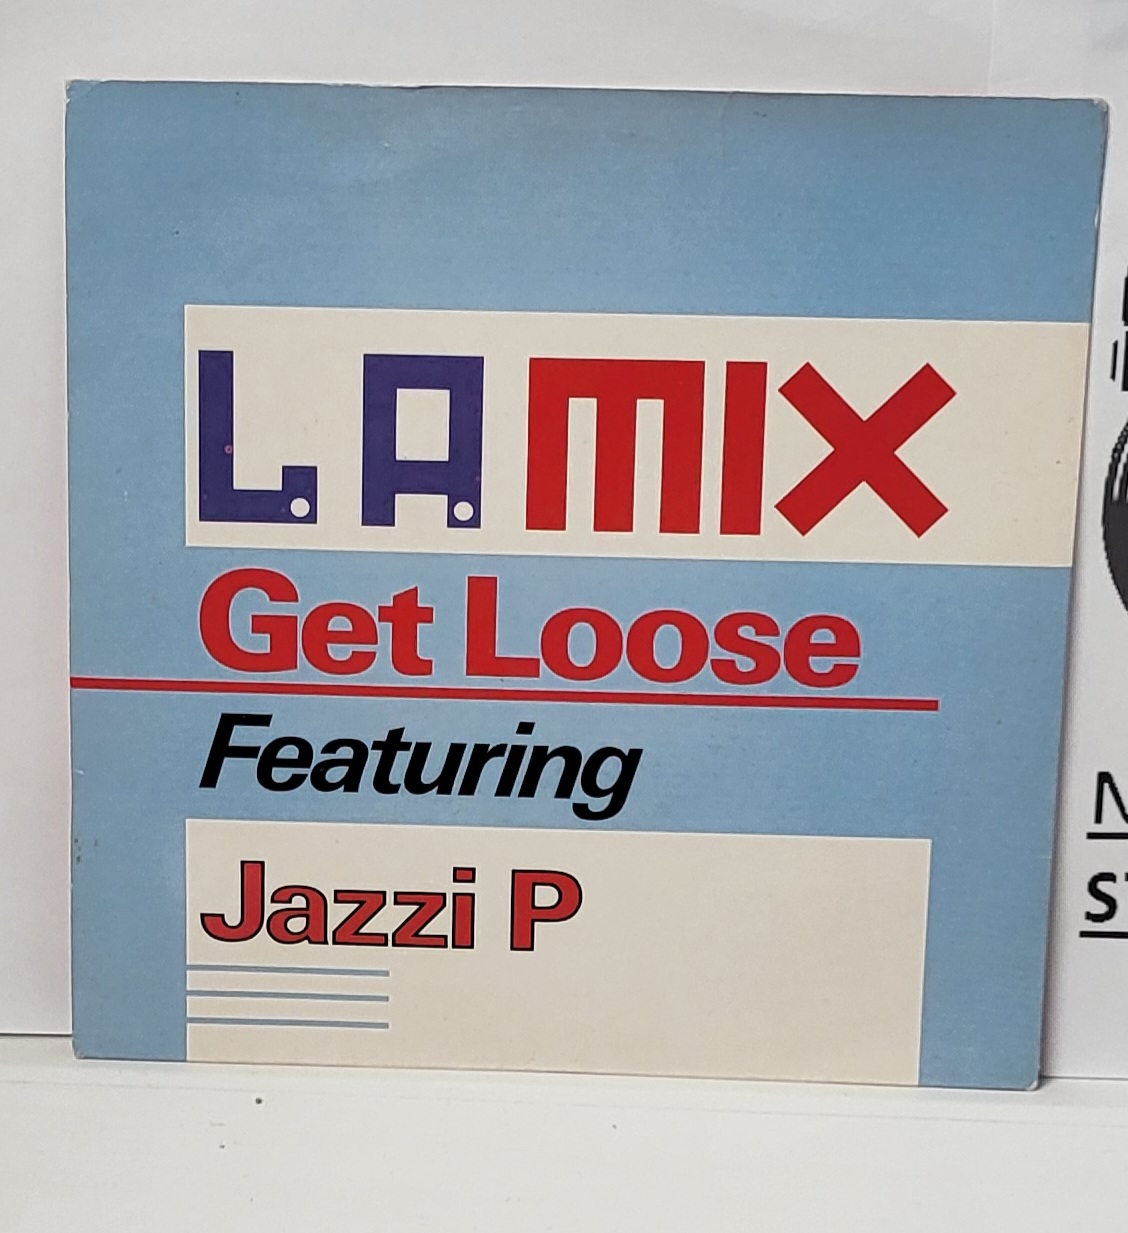 L.A. MIX
Get Loose
Featuring
Jazzi P